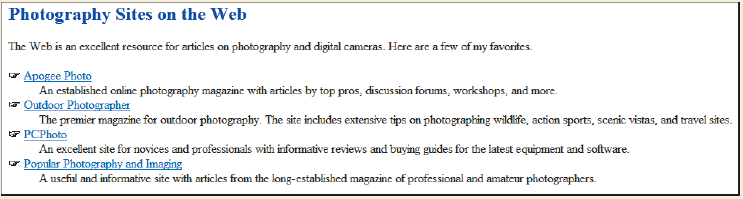 Photography Sites on the Web
The Web is an excellent resource for articles on photography and digital cameras. Here are a few of my favorites.
☞ Apogee Photo
An established online photography magazine with articles by top pros, discussion forums, workshops, and more.
☞ Outdoor Photographer
The premier magazine for outdoor photography. The site includes extensive tips on photographing wildlife, action sports, scenic vistas, and travel sites.
☞ PCPhoto
An excellent site for novices and professionals with informative reviews and buying guides for the latest equipment and software.
☞ Popular Photography and Imaging
A useful and informative site with articles from the long-established magazine of professional and amateur photographers.